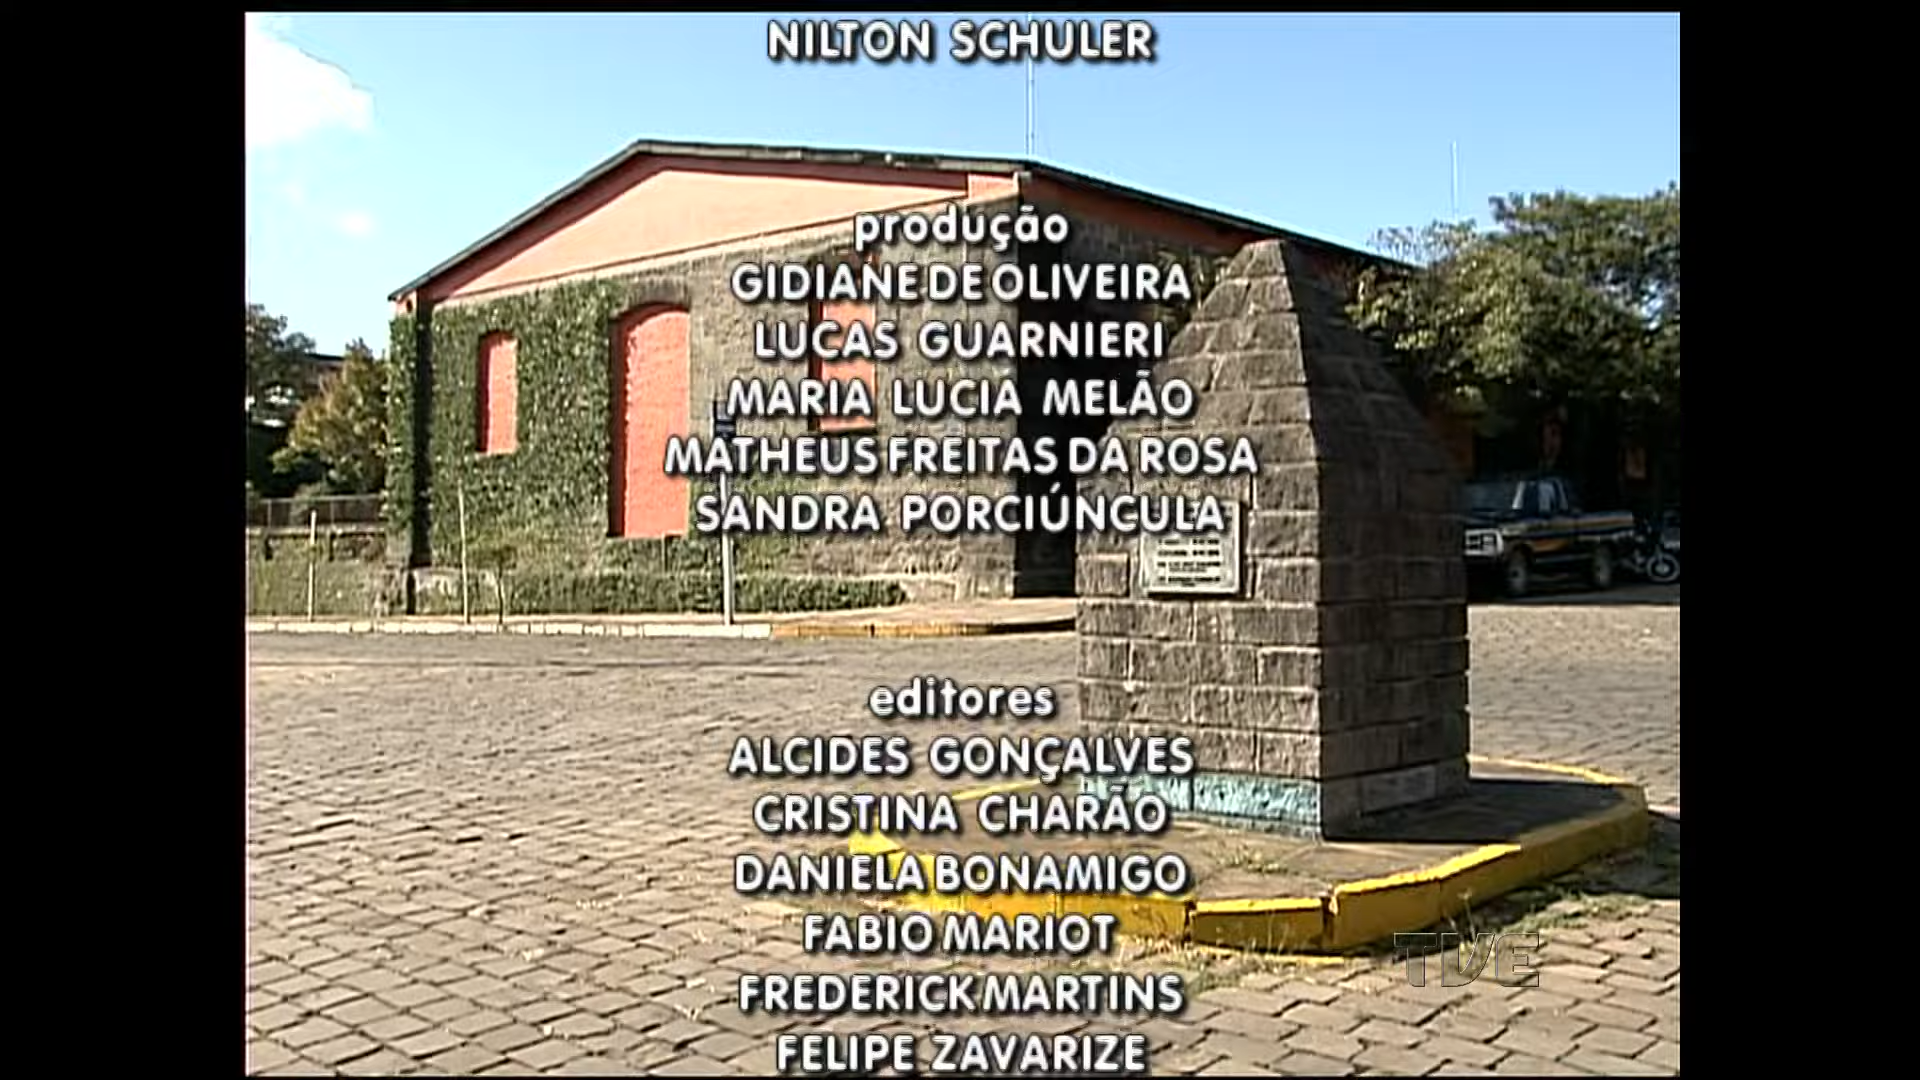 NILTON SCHULER
produção
GIDIANE DE OLIVEIRA
LUCAS GUARNIERI
MARIA LUCIA MELÃO
MATHEUS FREITAS DA ROSA
SANDRA PORCIÚNCULA
editores
ALCIDES GONÇALVES
CRISTINA CHARÃO
DANIELA BONAMIGO
FABIO MARIOT
FREDERICK MARTINS
FELIPE ZAVARIZE
TVE